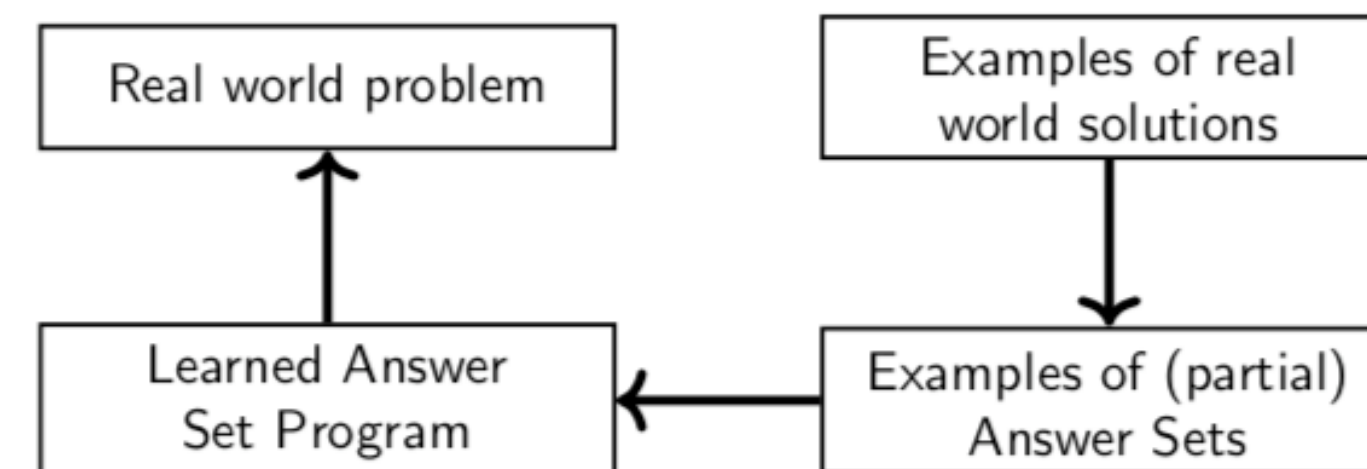 Real world problem
Examples of real
world solutions
Learned Answer
Set Program
Examples of (partial)
Answer Sets